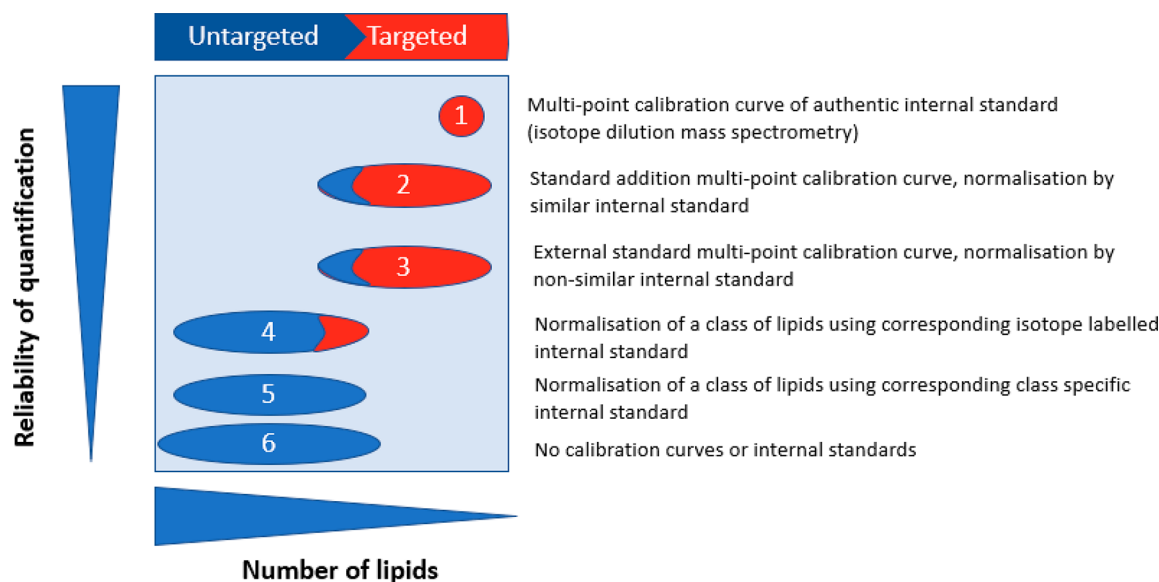 Untargeted Targeted
Reliability of quantification
1
Multi-point calibration curve of authentic internal standard
(isotope dilution mass spectrometry)
2
Standard addition multi-point calibration curve, normalisation by
similar internal standard
3
External standard multi-point calibration curve, normalisation by
non-similar internal standard
4
Normalisation of a class of lipids using corresponding isotope labelled
internal standard
5
Normalisation of a class of lipids using corresponding class specific
internal standard
6
No calibration curves or internal standards
Number of lipids